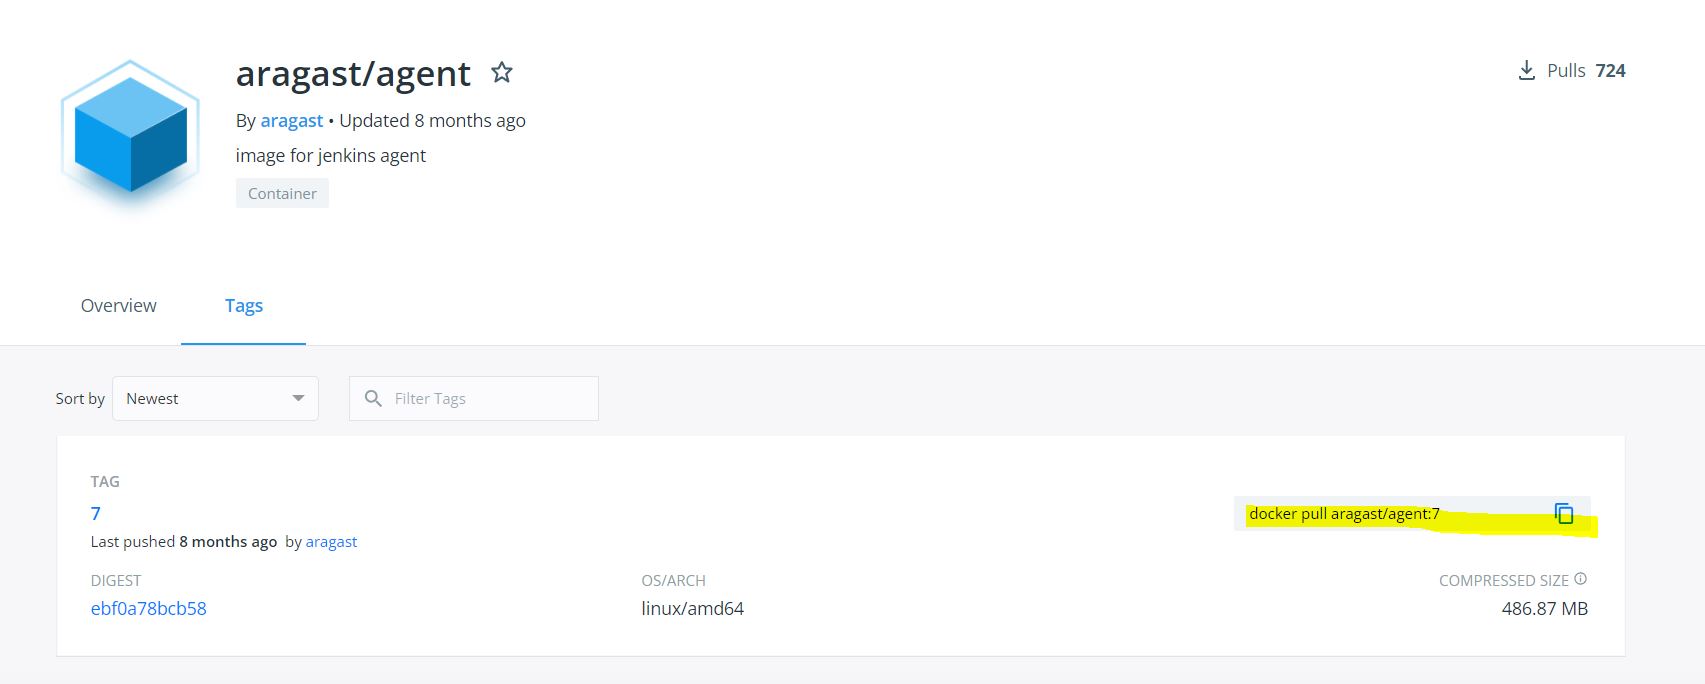 aragast/agent
Pulls 724
By aragast • Updated 8 months ago
image for jenkins agent
Container
Overview
Tags
Sort by
Newest
Filter Tags
TAG
7
docker pull aragast/agent:7
Last pushed 8 months ago by aragast
DIGEST
OS/ARCH
COMPRESSED SIZE
ebf0a78bcb58
linux/amd64
486.87 MB